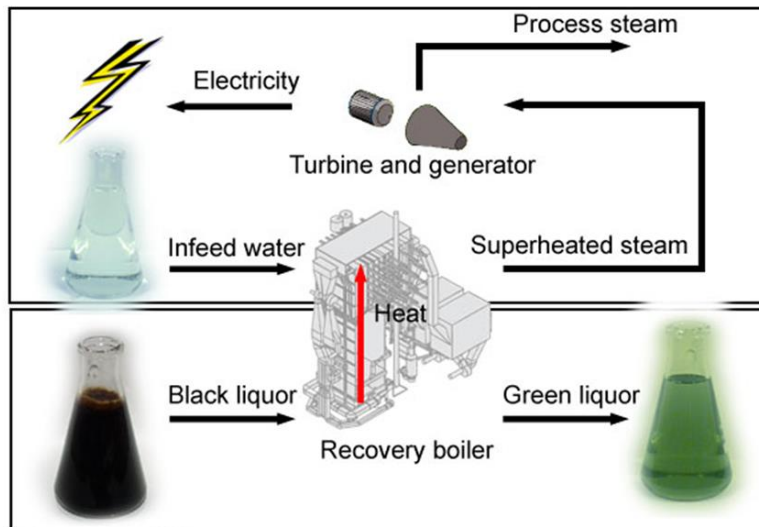 Process steam
Electricity
Turbine and generator
Infeed water
Superheated steam
Heat
Black liquor
Green liquor
Recovery boiler